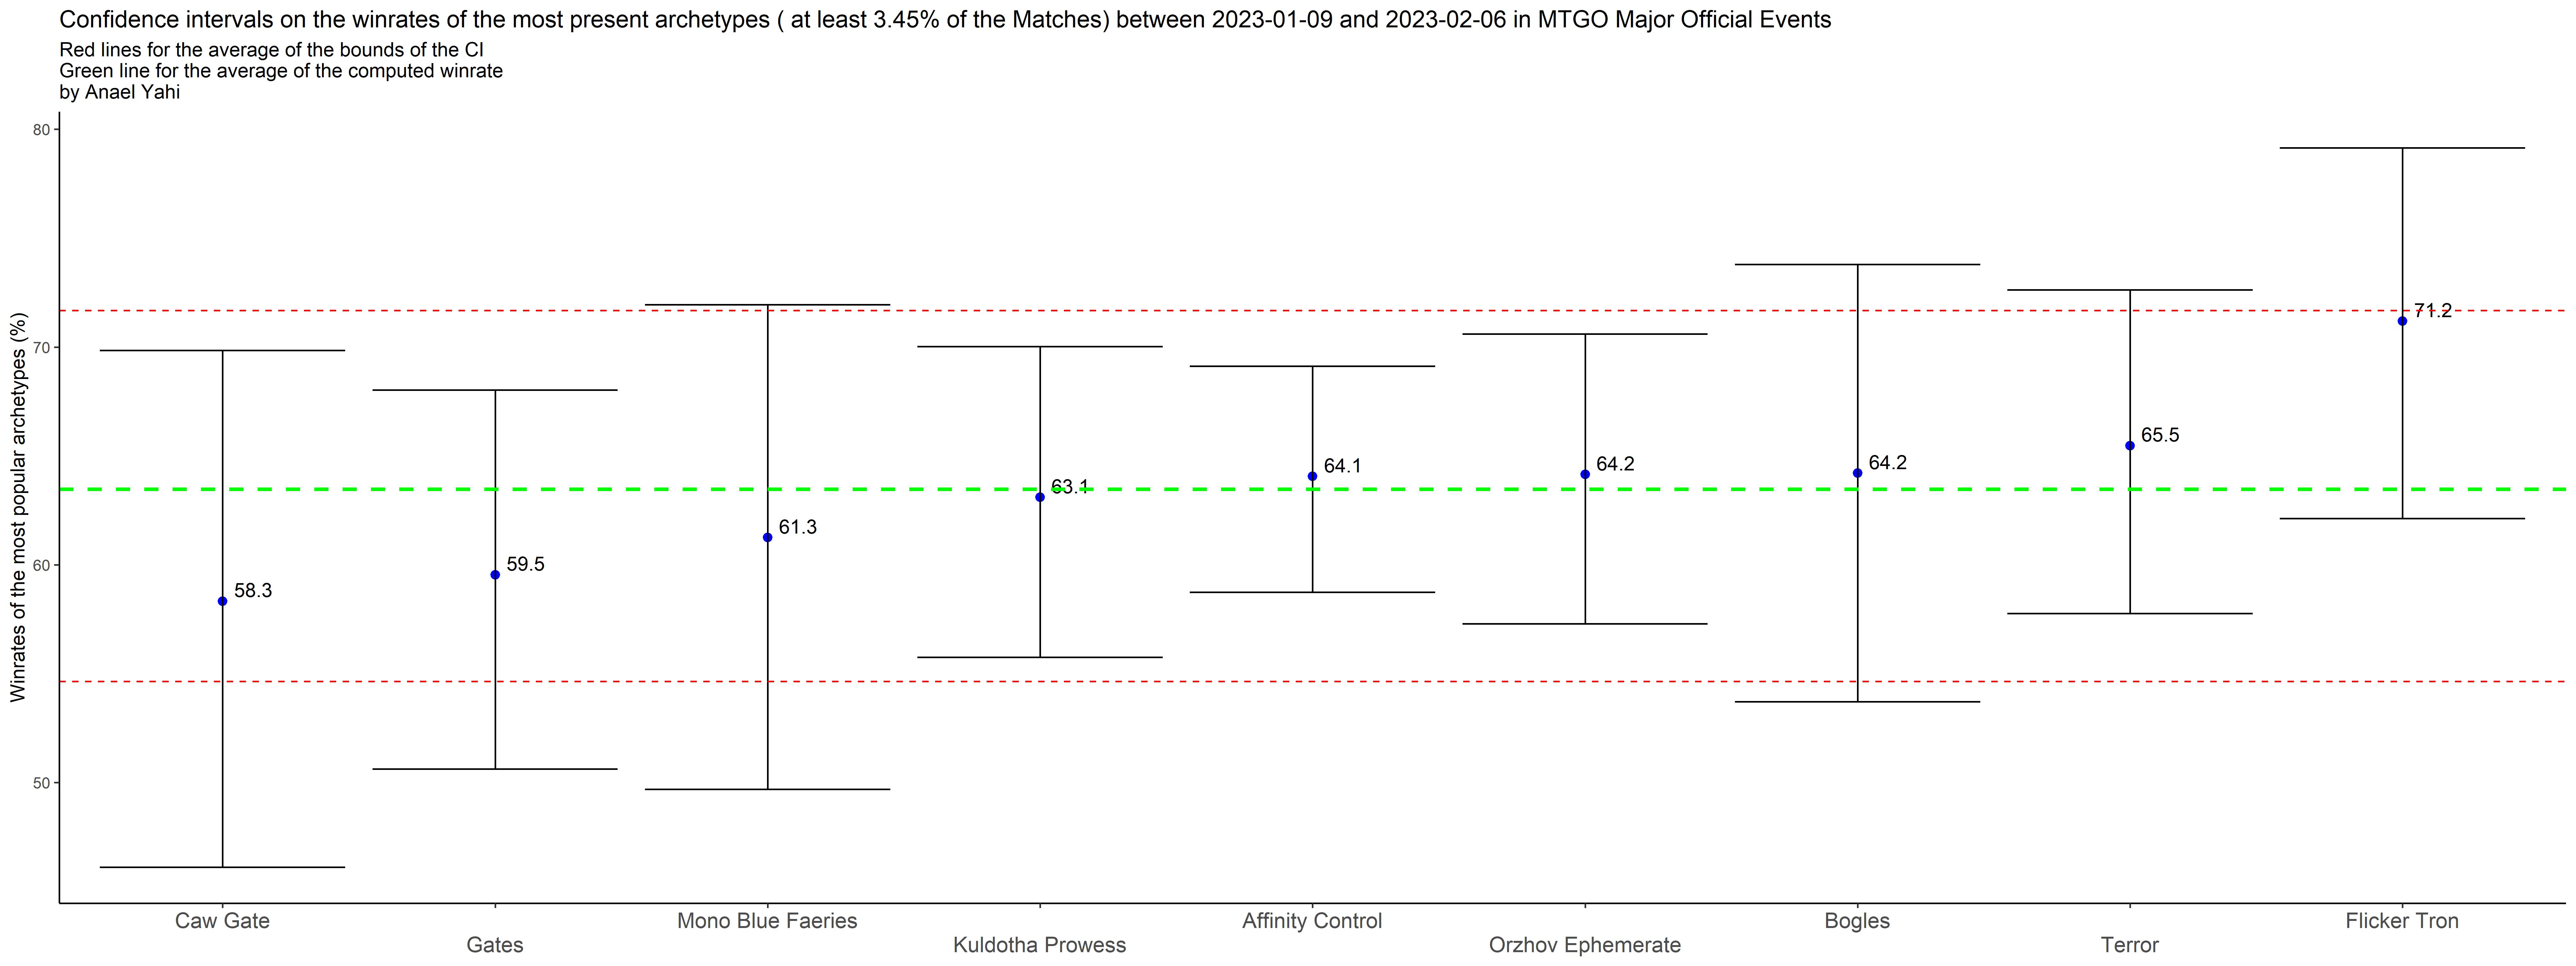 Confidence intervals on the winrates of the most present archetypes ( at least 3.45% of the Matches) between 2023-01-09 and 2023-02-06 in MTGO Major Official Events
Red lines for the average of the bounds of the CI
Green line for the average of the computed winrate
by Anael Yahi
Winrates of the most popular archetypes (%)
80
70
60
50
58.3
59.5
61.3
63.1
64.1
64.2
64.2
65.5
71.2
Caw Gate
Gates
Mono Blue Faeries
Kuldotha Prowess
Affinity Control
Orzhov Ephemerate
Bogles
Terror
Flicker Tron